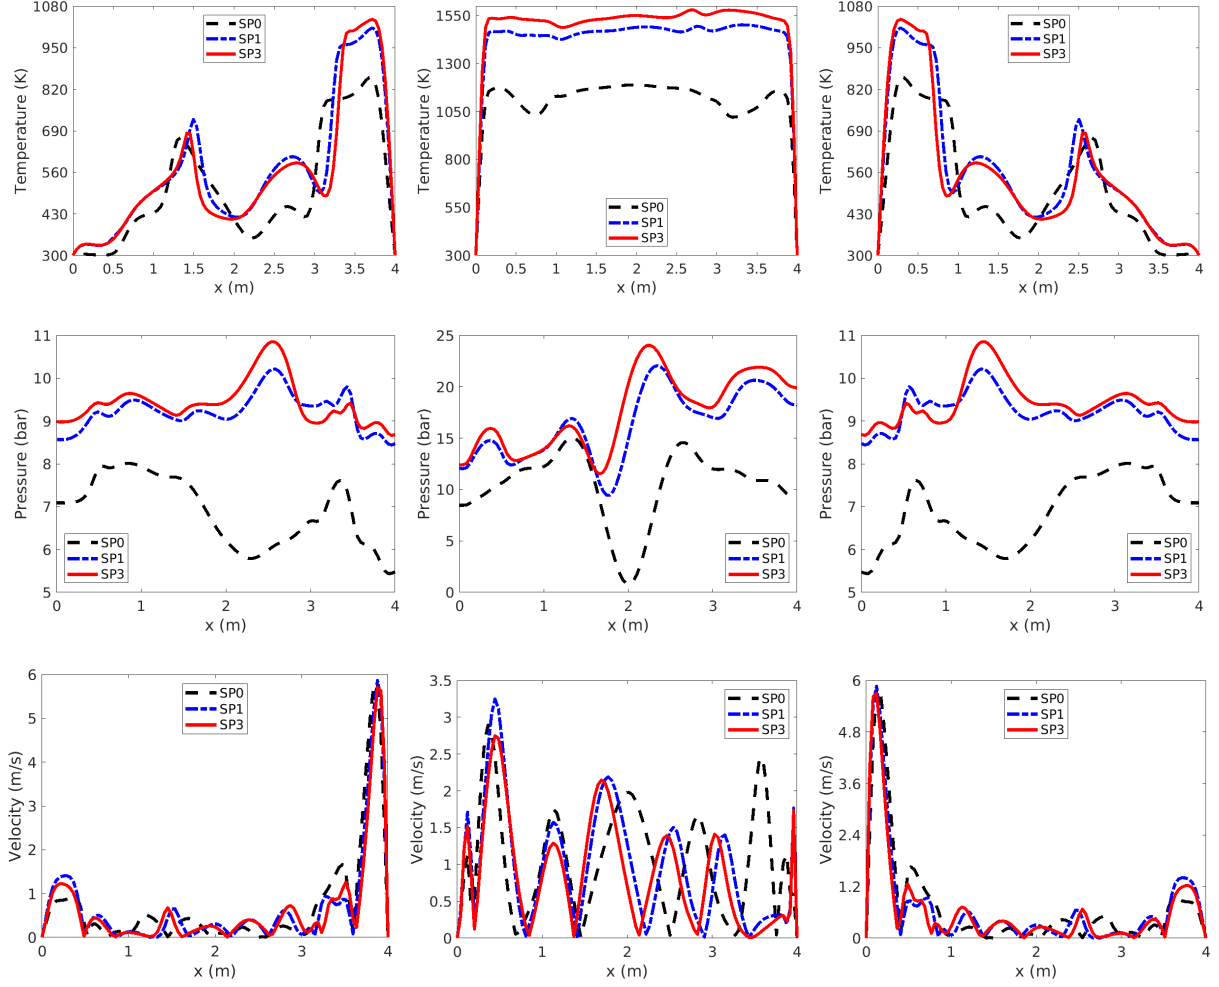 Temperature (K)
1080
950
820
690
560
430
300
SP0
SP1
SP3
0 0.5 1 1.5 2 2.5 3 3.5 4
x (m)
Temperature (K)
1550
1300
1050
800
550
300
SP0
SP1
SP3
0 0.5 1 1.5 2 2.5 3 3.5 4
x (m)
Temperature (K)
1080
950
820
690
560
430
300
SP0
SP1
SP3
0 0.5 1 1.5 2 2.5 3 3.5 4
x (m)
Pressure (bar)
11
10
9
8
7
6
5
SP0
SP1
SP3
0 1 2 3 4
x (m)
Pressure (bar)
25
20
15
10
5
0
SP0
SP1
SP3
0 1 2 3 4
x (m)
Pressure (bar)
11
10
9
8
7
6
5
SP0
SP1
SP3
0 1 2 3 4
x (m)
Velocity (m/s)
6
5
4
3
2
1
0
SP0
SP1
SP3
0 1 2 3 4
x (m)
Velocity (m/s)
3.5
3
2.5
2
1.5
1
0.5
0
SP0
SP1
SP3
0 1 2 3 4
x (m)
Velocity (m/s)
6
4.8
3.6
2.4
1.2
0
SP0
SP1
SP3
0 1 2 3 4
x (m)